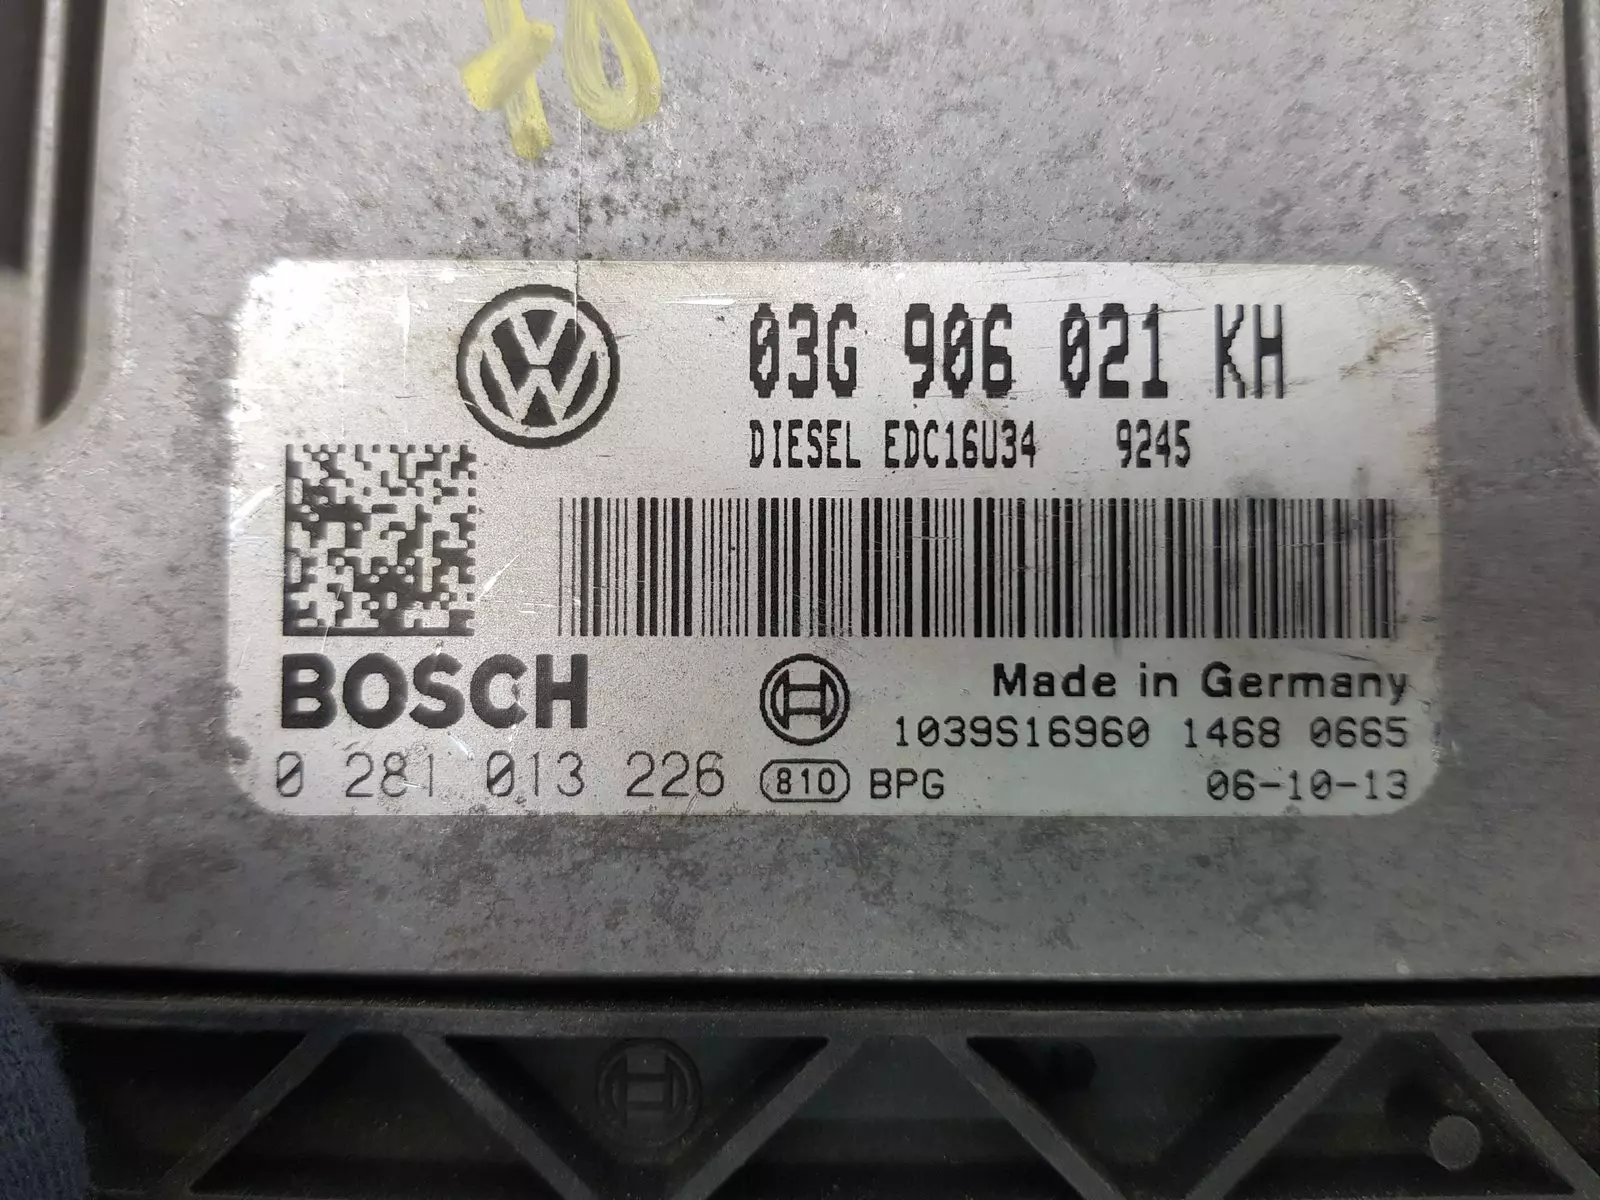 03G 906 021 KH
DIESEL EDC16U34 9245
BOSCH
Made in Germany
1039S16960 1468 0665
0 281 013 226 810 BPG 06-10-13